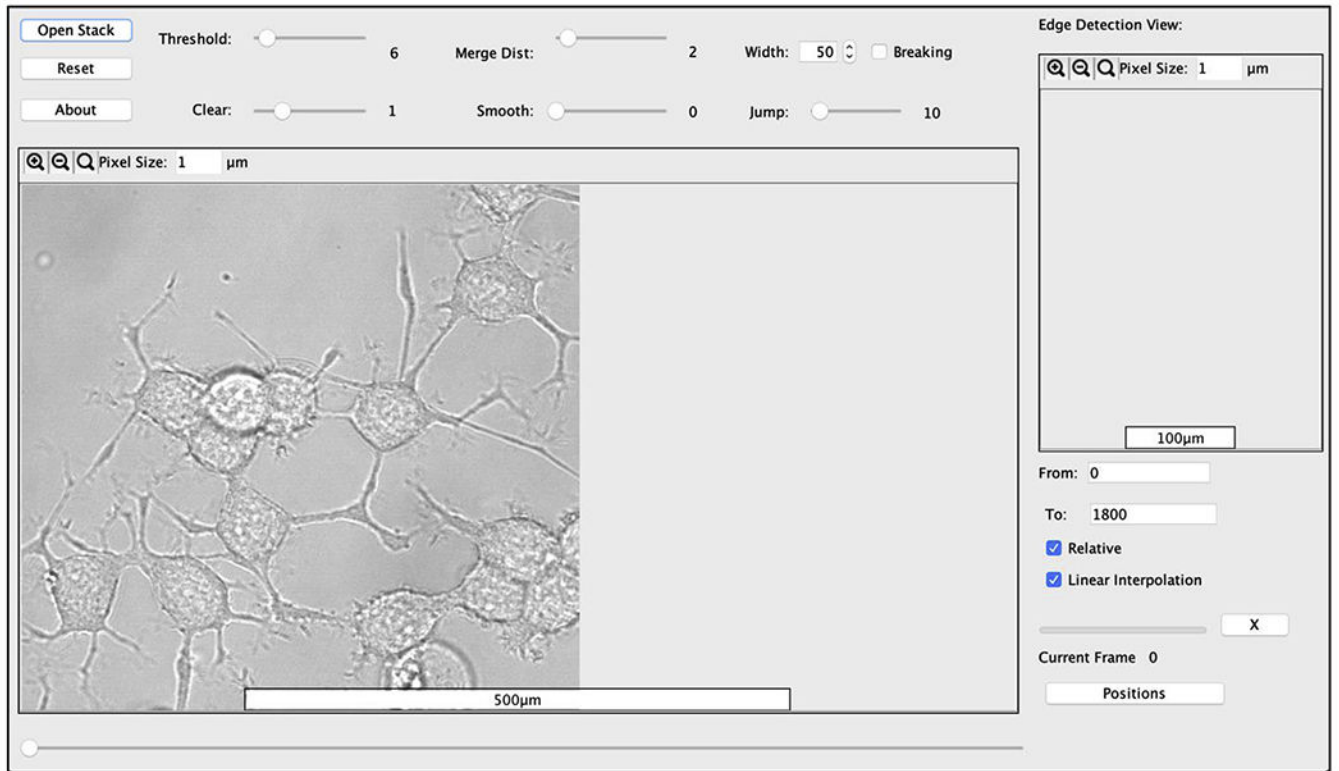 Open Stack
Threshold: 6
Merge Dist: 2
Width: 50 Breaking
Reset
About
Clear: 1
Smooth: 0
Jump: 10
Pixel Size: 1 µm
500µm
Edge Detection View:
Pixel Size: 1 µm
100µm
From: 0
To: 1800
Relative
Linear Interpolation
X
Current Frame 0
Positions